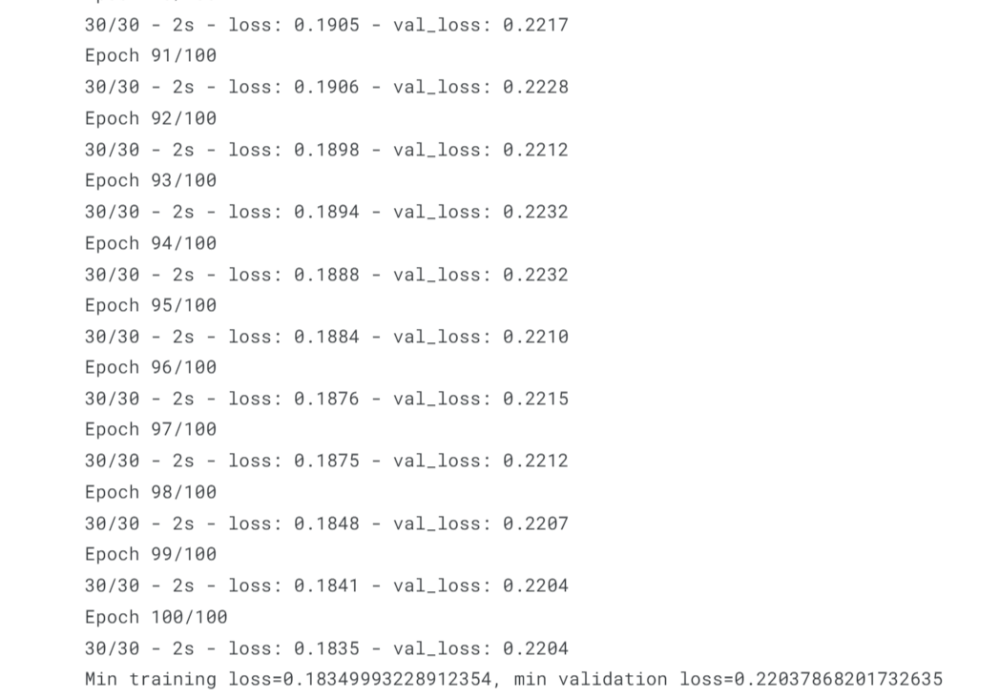 30/30 - 2s - loss: 0.1905 - val_loss: 0.2217
Epoch 91/100
30/30 - 2s - loss: 0.1906 - val_loss: 0.2228
Epoch 92/100
30/30 - 2s - loss: 0.1898 - val_loss: 0.2212
Epoch 93/100
30/30 - 2s - loss: 0.1894 - val_loss: 0.2232
Epoch 94/100
30/30 - 2s - loss: 0.1888 - val_loss: 0.2232
Epoch 95/100
30/30 - 2s - loss: 0.1884 - val_loss: 0.2210
Epoch 96/100
30/30 - 2s - loss: 0.1876 - val_loss: 0.2215
Epoch 97/100
30/30 - 2s - loss: 0.1875 - val_loss: 0.2212
Epoch 98/100
30/30 - 2s - loss: 0.1848 - val_loss: 0.2207
Epoch 99/100
30/30 - 2s - loss: 0.1841 - val_loss: 0.2204
Epoch 100/100
30/30 - 2s - loss: 0.1835 - val_loss: 0.2204
Min training loss=0.18349993228912354, min validation loss=0.22037868201732635